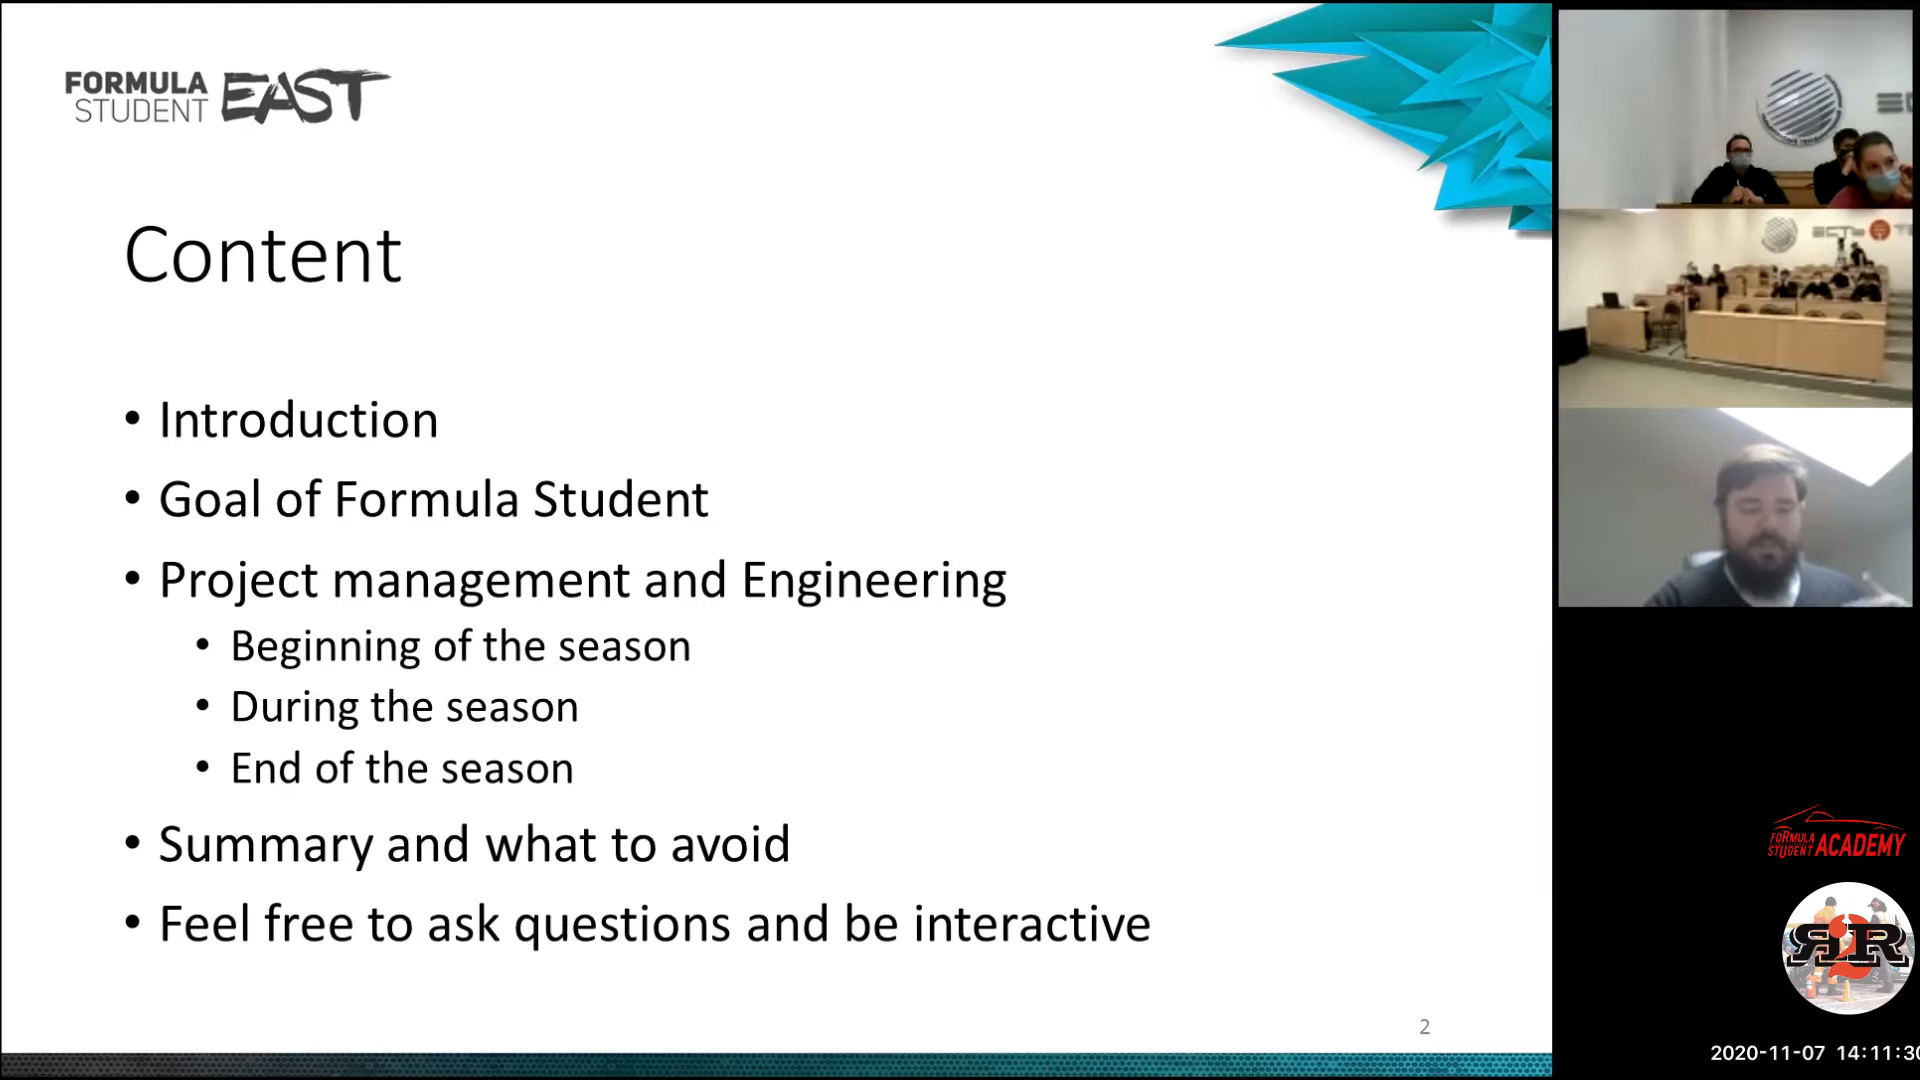 FORMULA
STUDENT EAST
Content
• Introduction
• Goal of Formula Student
• Project management and Engineering
• Beginning of the season
• During the season
• End of the season
• Summary and what to avoid
• Feel free to ask questions and be interactive
2
ЕСТЬ
FORMULA
STUDENT ACADEMY
Я2R
2020-11-07 14:11:30